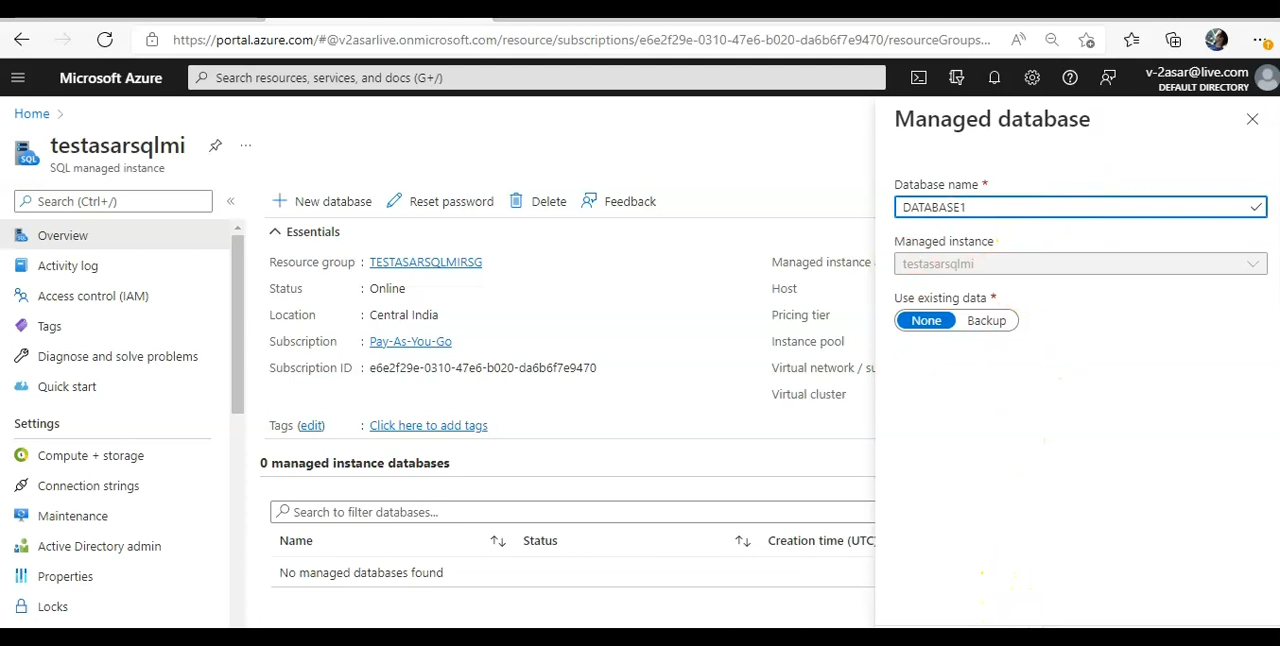 https://portal.azure.com/#@v2asarlive.onmicrosoft.com/resource/subscriptions/e6e2f29e-0310-47e6-b020-da6b6f7e9470/resourceGroups...
Microsoft Azure
Search resources, services, and docs (G+/)
v-2asar@live.com
DEFAULT DIRECTORY
Home
testasarsqlmi
SQL managed instance
Search (Ctrl+/)
Overview
Activity log
Access control (IAM)
Tags
Diagnose and solve problems
Quick start
Settings
Compute + storage
Connection strings
Maintenance
Active Directory admin
Properties
Locks
New database
Reset password
Delete
Feedback
Essentials
Resource group : TESTASARSQLMIRSG
Status : Online
Location : Central India
Subscription : Pay-As-You-Go
Subscription ID : e6e2f29e-0310-47e6-b020-da6b6f7e9470
Managed instance
Host
Pricing tier
Instance pool
Virtual network / su
Virtual cluster
Tags (edit) : Click here to add tags
0 managed instance databases
Search to filter databases...
Name Status Creation time (UTC
No managed databases found
Managed database
Database name *
DATABASE1
Managed instance
testasarsqlmi
Use existing data *
None Backup